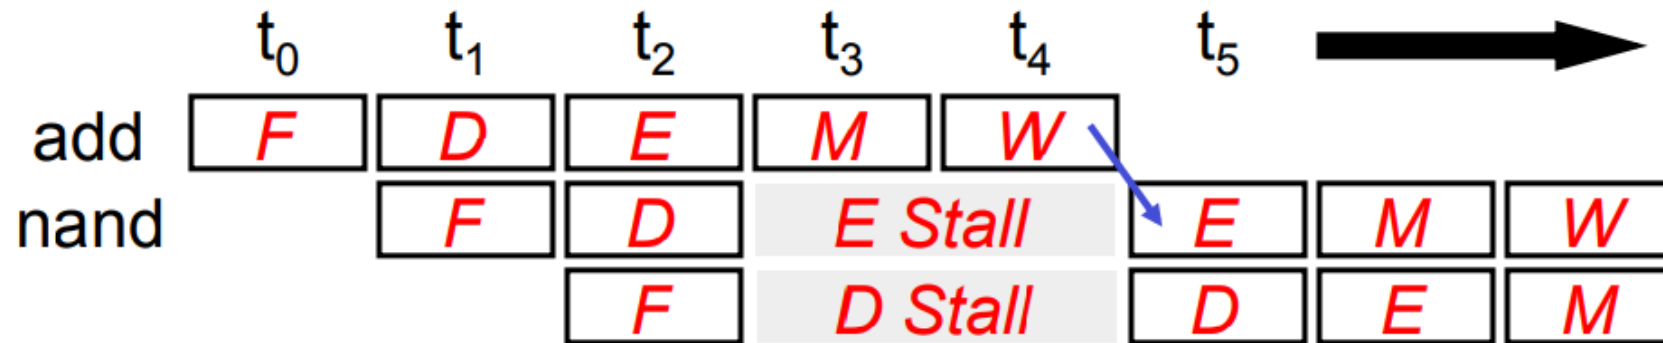 t₀ t₁ t₂ t₃ t₄ t₅
add F D E M W
nand F D E Stall E M W
F D Stall D E M